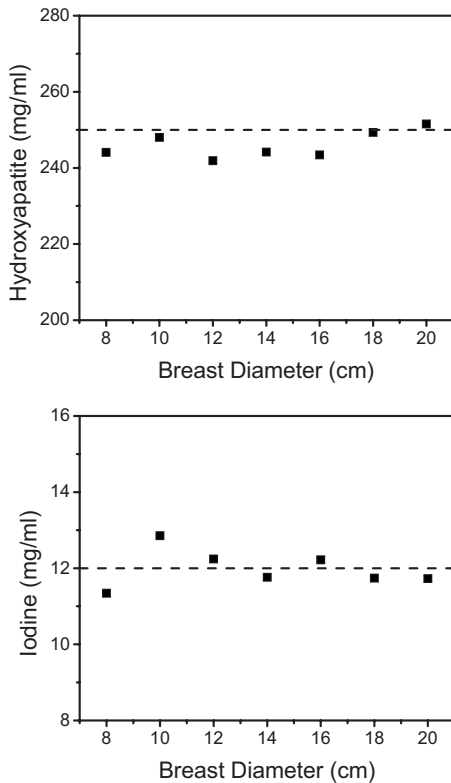 280
260
240
220
200
Hydroxyapatite (mg/ml)
8 10 12 14 16 18 20
Breast Diameter (cm)
16
14
12
10
8
Iodine (mg/ml)
8 10 12 14 16 18 20
Breast Diameter (cm)